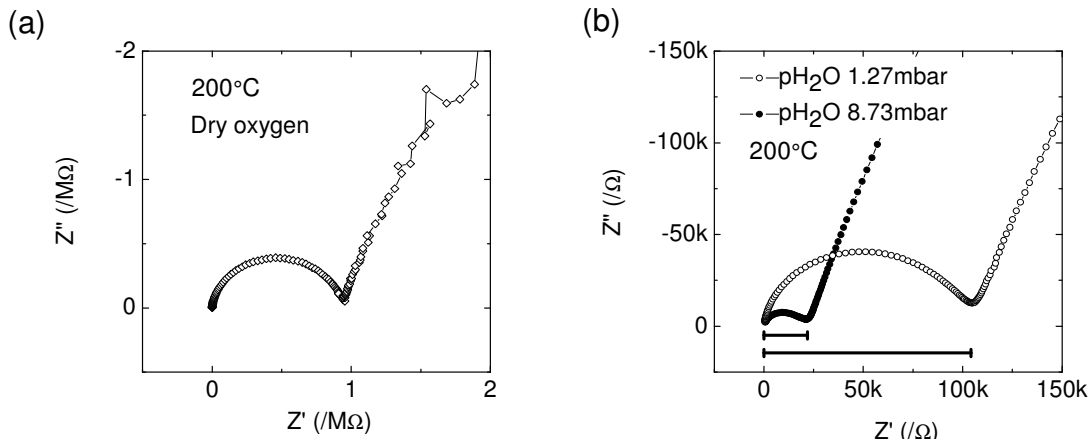 (a)
-2
-1
0
Z'' (/MΩ)
200°C
Dry oxygen
0
1
2
Z' (/MΩ)
(b)
-150k
-100k
-50k
0
Z'' (/Ω)
pH₂O 1.27mbar
pH₂O 8.73mbar
200°C
0
50k
100k
150k
Z' (/Ω)